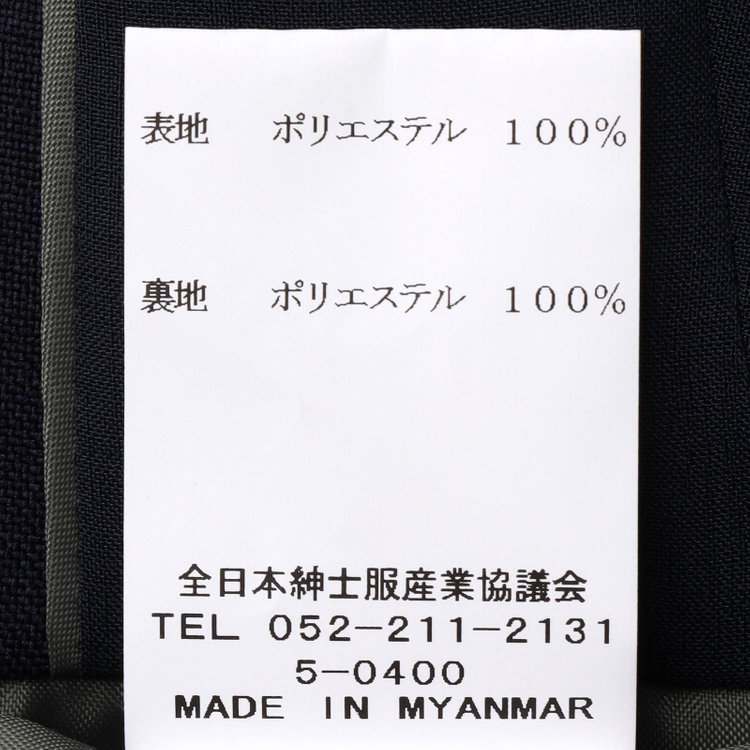 表地 ポリエステル 100%
裏地 ポリエステル 100%
全日本紳士服産業協議会
TEL 052-211-2131
5-0400
MADE IN MYANMAR